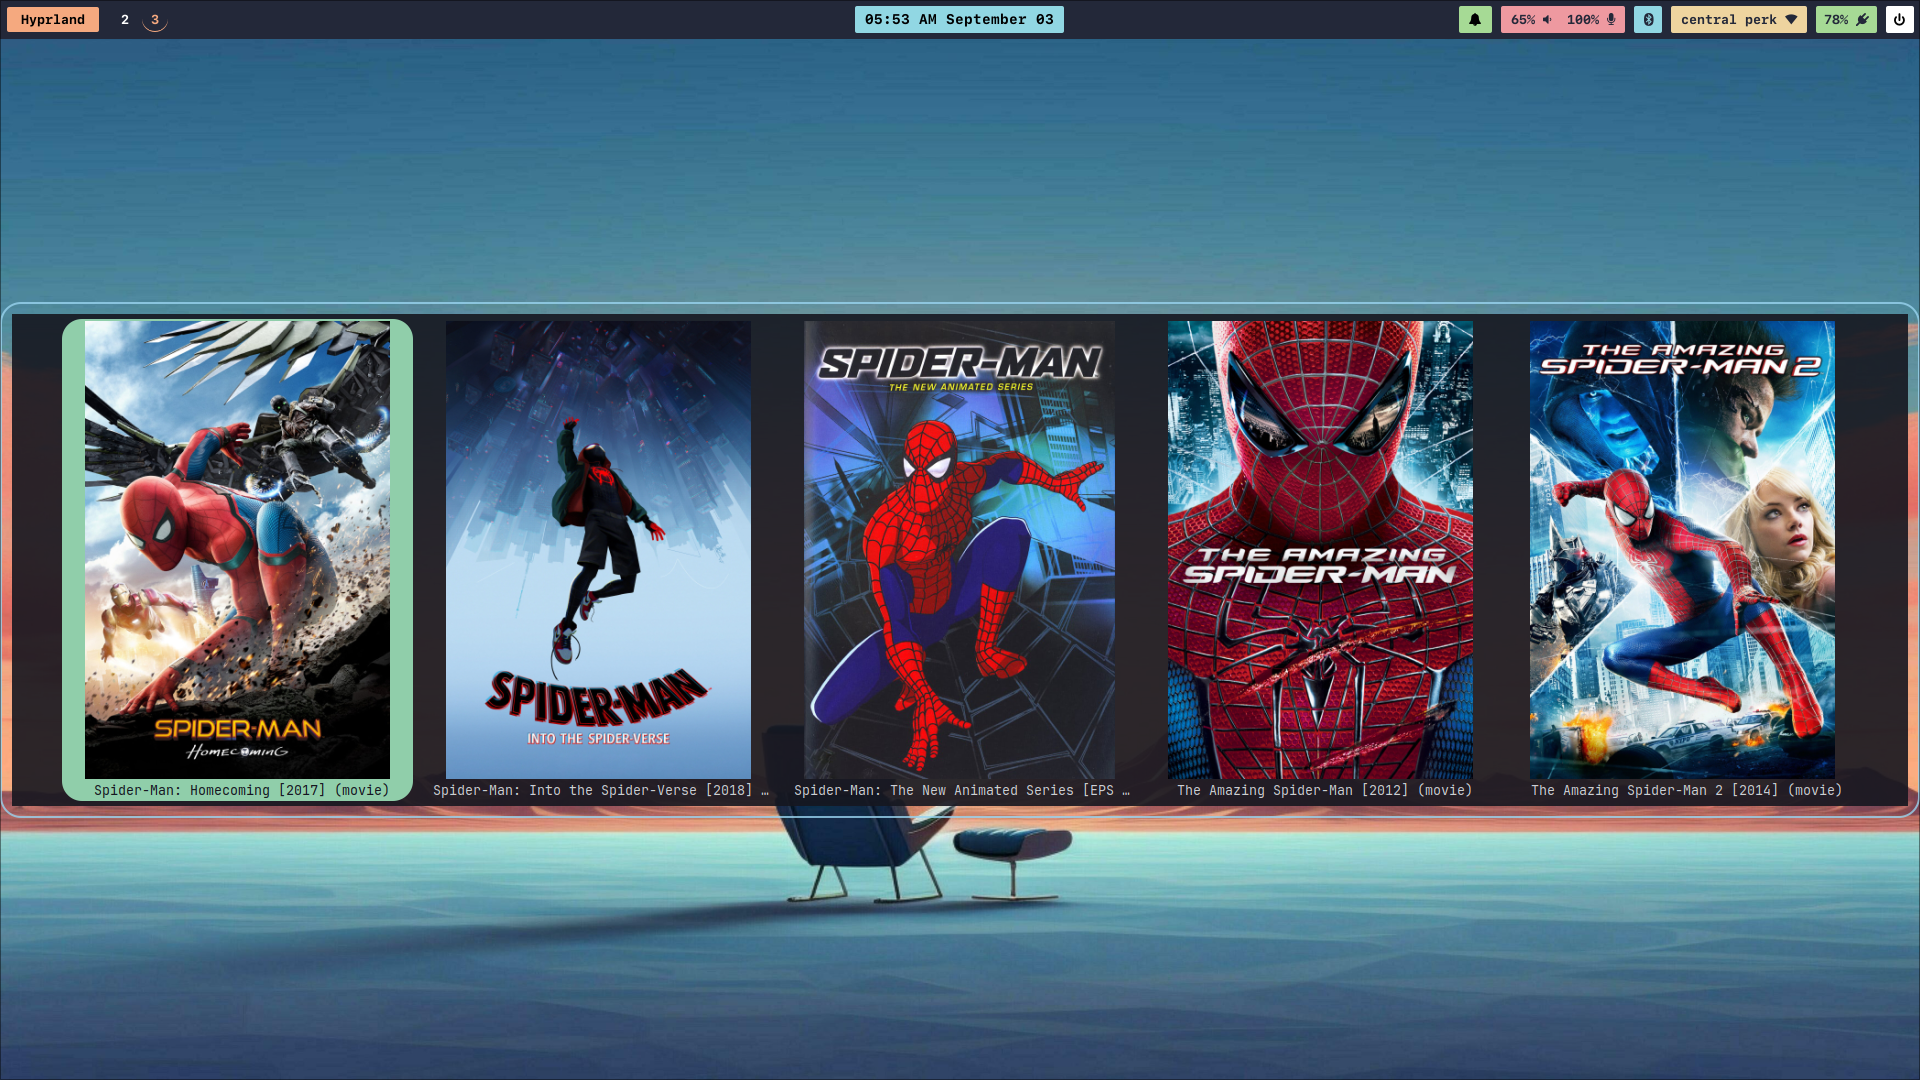 Hyprland 2 3 05:53 AM September 03 65% 100% central perk 78%
SPIDER-MAN
HOMECOMING
Spider-Man: Homecoming [2017] (movie)
SPIDER-MAN
INTO THE SPIDER-VERSE
Spider-Man: Into the Spider-Verse [2018] …
SPIDER-MAN
THE NEW ANIMATED SERIES
Spider-Man: The New Animated Series [EPS …
THE AMAZING
SPIDER-MAN
The Amazing Spider-Man [2012] (movie)
THE AMAZING
SPIDER-MAN 2
The Amazing Spider-Man 2 [2014] (movie)